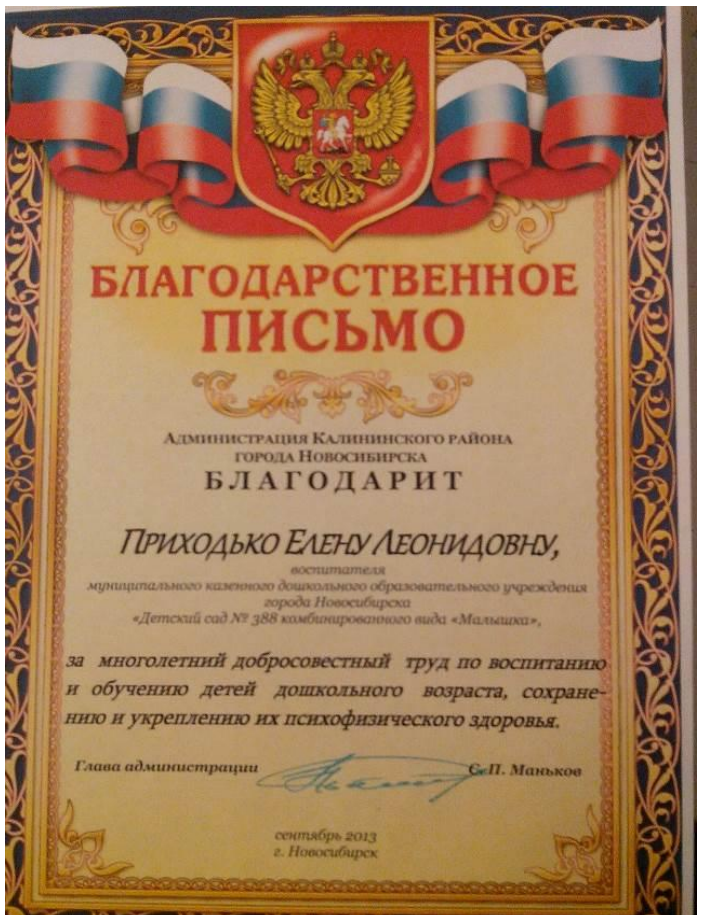 БЛАГОДАРСТВЕННОЕ
ПИСЬМО
АДМИНИСТРАЦИЯ КАЛИНИНСКОГО РАЙОНА
ГОРОДА НОВОСИБИРСКА
БЛАГОДАРИТ
ПРИХОДЬКО ЕЛЕНУ ЛЕОНИДОВНУ,
воспитателя
муниципального казенного дошкольного образовательного учреждения
города Новосибирска
«Детский сад № 388 комбинированного вида «Малышка»,
за многолетний добросовестный труд по воспитанию
и обучению детей дошкольного возраста, сохране-
нию и укреплению их психофизического здоровья.
Глава администрации С.П. Маньков
сентябрь 2013
г. Новосибирск